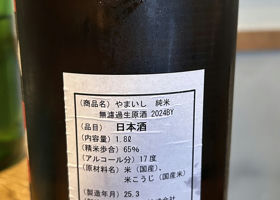 (商品名) やまいし 純米
無濾過生原酒 2024BY
(品目) 日本酒
(内容量) 1.8ℓ
(精米歩合) 65%
(アルコール分) 17度
(原材料名) 米 (国産)、
米こうじ (国産米)
(製造年月) 25.3